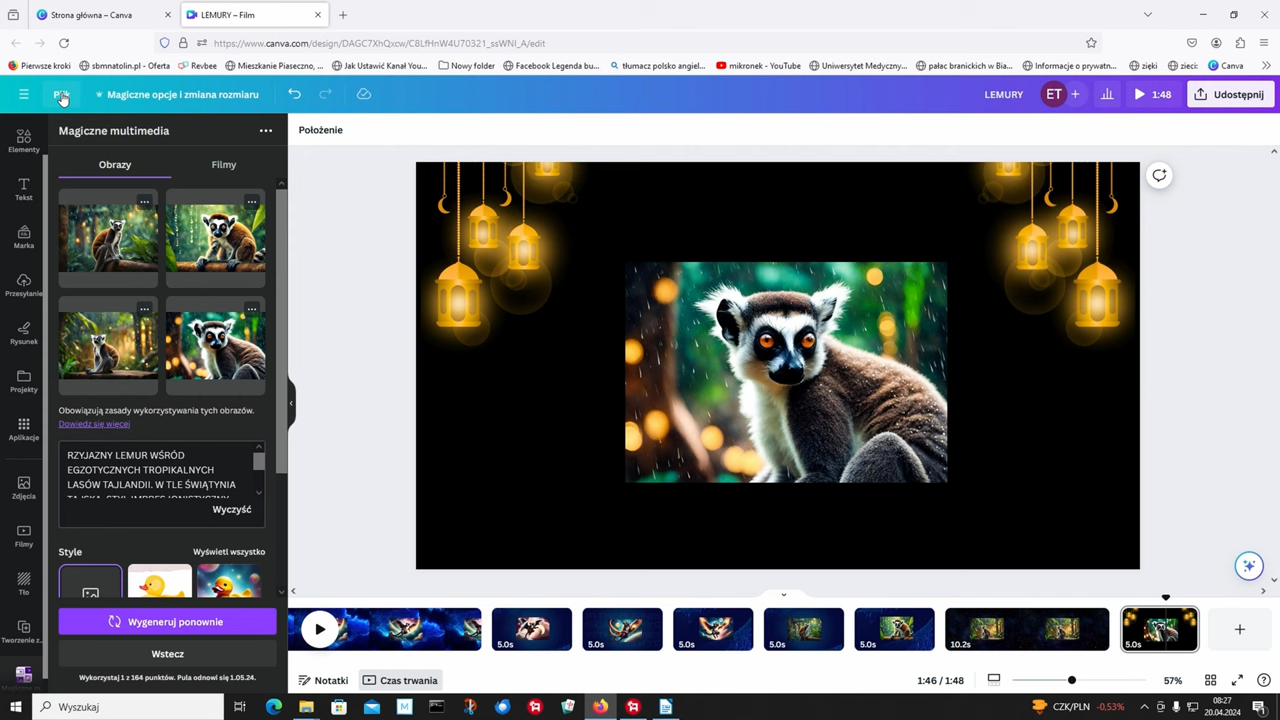 Strona główna – Canva
LEMURY – Film
https://www.canva.com/design/DAGC7XhQxcw/C8LfHnW4U70321_ssWNI_A/edit
Pierwsze kroki
sbmnatolin.pl - Oferta
Revbee
Mieszkanie Piaseczno, ...
Jak Ustawić Kanał You...
Nowy folder
Facebook Legenda bu...
tłumacz polsko angiel...
mikronek - YouTube
Uniwersytet Medyczny...
pałac branickich w Bia...
Informacje o prywatn...
zięki
zieci:
Canva
Magiczne opcje i zmiana rozmiaru
LEMURY
ET
1:48
Udostępnij
Elementy
Tekst
Marka
Przesyłanie
Rysunek
Projekty
Aplikacje
Zdjęcia
Filmy
Tło
Tworzenie z...
Magiczne multimedia
Obrazy
Filmy
Obowiązują zasady wykorzystywania tych obrazów.
Dowiedz się więcej
RZYJAZNY LEMUR WŚRÓD
EGZOTYCZNYCH TROPIKALNYCH
LASÓW TAJLANDII. W TLE ŚWIĄTYNIA
Wyczyść
Style
Wyświetl wszystko
Wygeneruj ponownie
Wstecz
Wykorzystaj 1 z 164 punktów. Pula odnowi się 1.05.24.
Położenie
5.0s
5.0s
5.0s
5.0s
5.0s
10.2s
5.0s
Notatki
Czas trwania
1:46 / 1:48
57%
Wyszukaj
CZK/PLN
-0,53%
08:27
20.04.2024